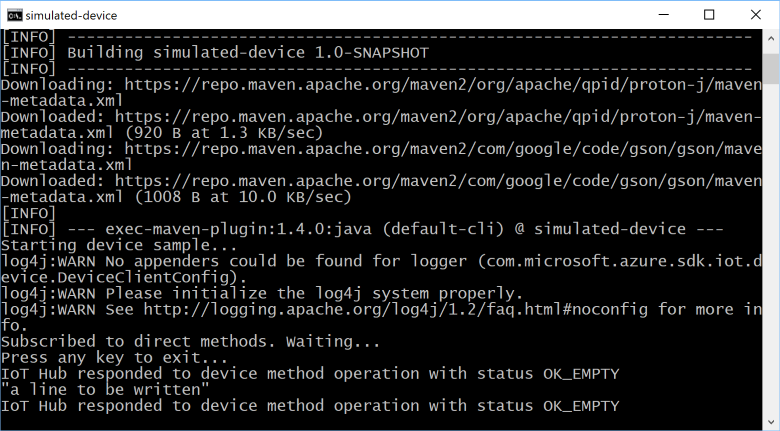 simulated-device
[INFO] ------------------------------------------------------------------------
[INFO] Building simulated-device 1.0-SNAPSHOT
[INFO] ------------------------------------------------------------------------
Downloading: https://repo.maven.apache.org/maven2/org/apache/qpid/proton-j/maven
-metadata.xml
Downloaded: https://repo.maven.apache.org/maven2/org/apache/qpid/proton-j/maven-
metadata.xml (920 B at 1.3 KB/sec)
Downloading: https://repo.maven.apache.org/maven2/com/google/code/gson/gson/mave
n-metadata.xml
Downloaded: https://repo.maven.apache.org/maven2/com/google/code/gson/gson/maven
-metadata.xml (1008 B at 10.0 KB/sec)
[INFO]
[INFO] --- exec-maven-plugin:1.4.0:java (default-cli) @ simulated-device ---
Starting device sample...
log4j:WARN No appenders could be found for logger (com.microsoft.azure.sdk.iot.d
evice.DeviceClientConfig).
log4j:WARN Please initialize the log4j system properly.
log4j:WARN See http://logging.apache.org/log4j/1.2/faq.html#noconfig for more in
fo.
Subscribed to direct methods. Waiting...
Press any key to exit...
IoT Hub responded to device method operation with status OK_EMPTY
"a line to be written"
IoT Hub responded to device method operation with status OK_EMPTY